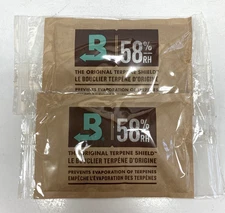 B 58%
RH
THE ORIGINAL TERPENE SHIELD
LE BOUCLIER TERPÈNE D'ORIGINE
PREVENTS EVAPORATION OF TERPENES
B 58%
RH
THE ORIGINAL TERPENE SHIELD™
LE BOUCLIER TERPÈNE D'ORIGINE
PREVENTS EVAPORATION OF TERPENES
EMPÊCHE L'ÉVAPORATION DES TERPÈNES